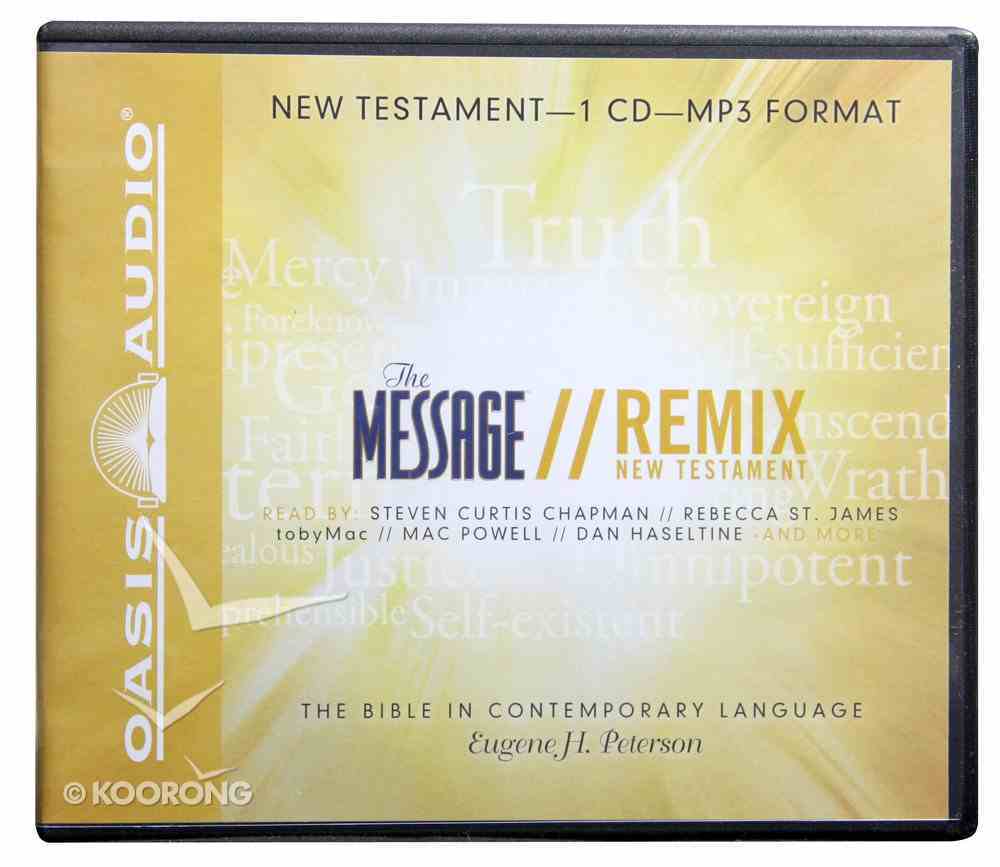 NEW TESTAMENT—1 CD—MP3 FORMAT
OASIS AUDIO®
Truth
Mercy
Sovereign
The
MESSAGE // REMIX
NEW TESTAMENT
Wrath
READ BY: STEVEN CURTIS CHAPMAN // REBECCA ST. JAMES
tobyMac // MAC POWELL // DAN HASELTINE •AND MORE
Self-existent
THE BIBLE IN CONTEMPORARY LANGUAGE
Eugene H. Peterson
© KOORONG